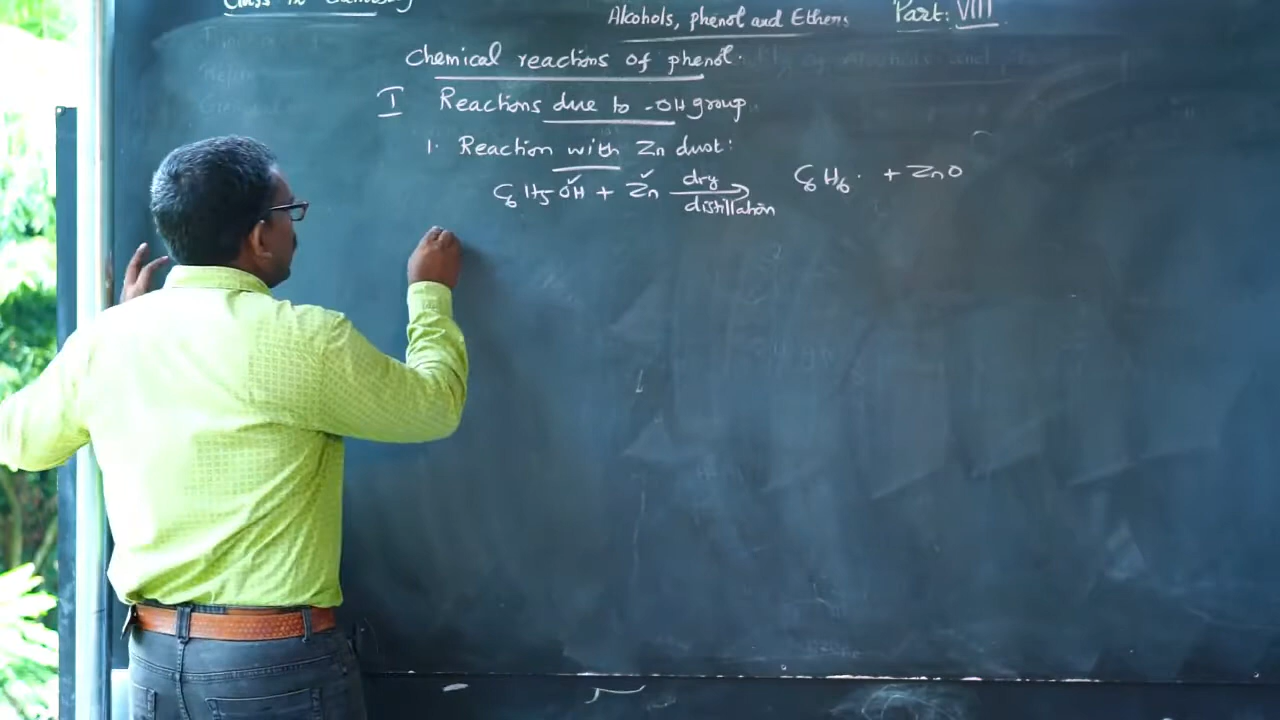 Alcohols, phenol and Ethers Part: VIII
Chemical reactions of phenol.
I Reactions due to -OH group.
1. Reaction with Zn dust:
C6H5OH + Zn dry distillation → C6H6. + ZnO